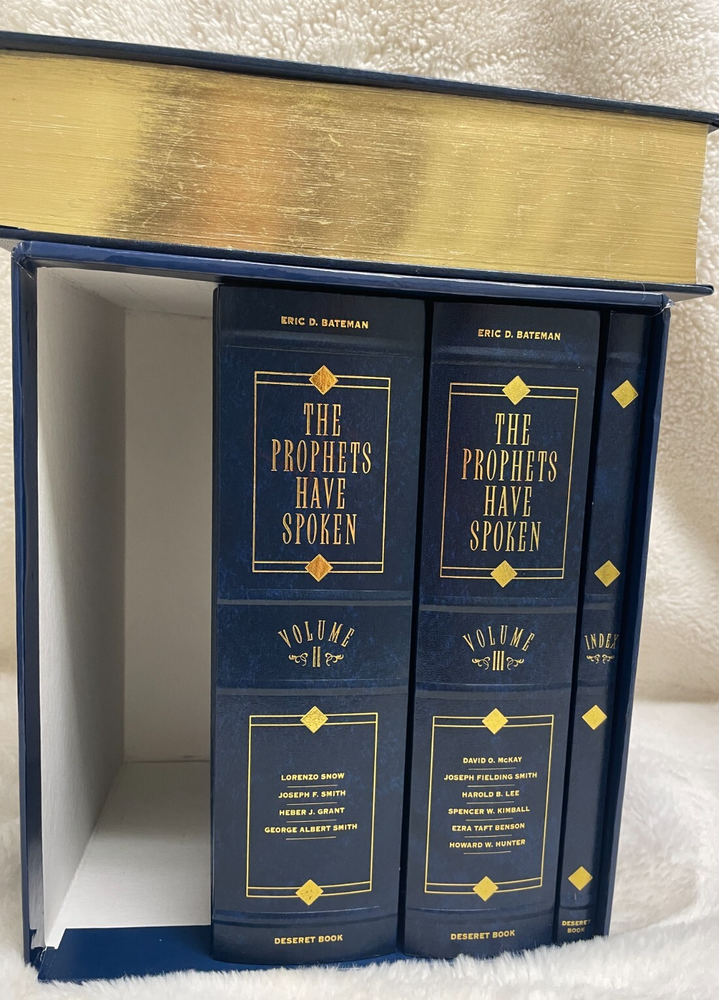 ERIC D. BATEMAN
THE
PROPHETS
HAVE
SPOKEN
VOLUME
II
LORENZO SNOW
JOSEPH F. SMITH
HEBER J. GRANT
GEORGE ALBERT SMITH
DESERET BOOK
ERIC D. BATEMAN
THE
PROPHETS
HAVE
SPOKEN
VOLUME
III
DAVID O. McKAY
JOSEPH FIELDING SMITH
HAROLD B. LEE
SPENCER W. KIMBALL
EZRA TAFT BENSON
HOWARD W. HUNTER
DESERET BOOK
INDEX
DESERET
BOOK